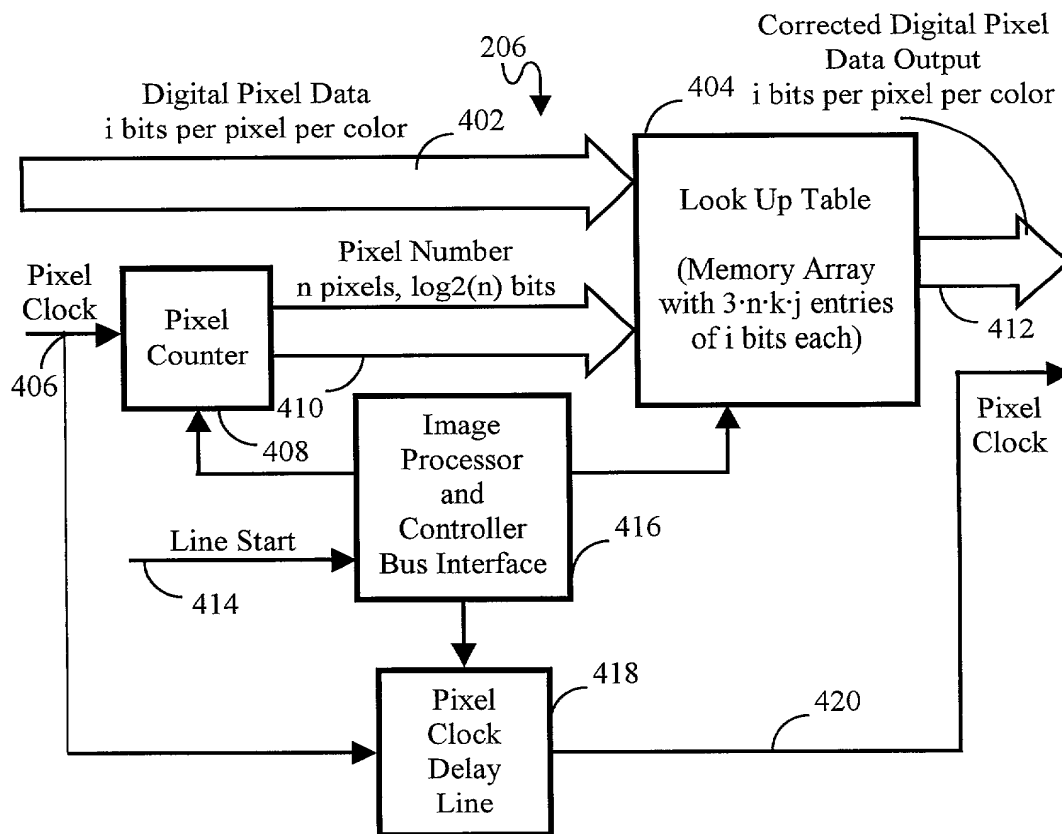 206
Digital Pixel Data
i bits per pixel per color
402
404
Corrected Digital Pixel
Data Output
i bits per pixel per color
Look Up Table
(Memory Array
with 3·n·k·j entries
of i bits each)
412
Pixel
Clock
406
Pixel
Counter
408
Pixel Number
n pixels, log2(n) bits
410
Pixel
Clock
Image
Processor
and
Controller
Bus Interface
416
Line Start
414
Pixel
Clock
Delay
Line
418
420